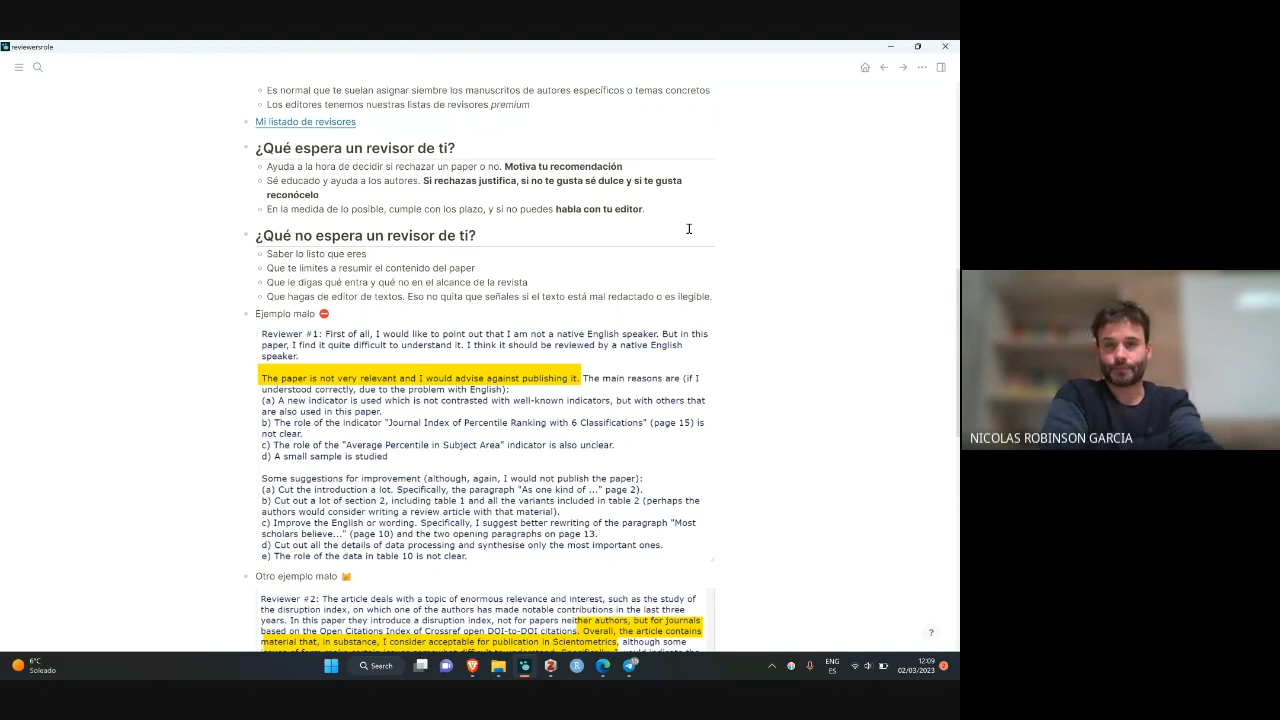 reviewersrole
Es normal que te suelan asignar siembre los manuscritos de autores específicos o temas concretos
Los editores tenemos nuestras listas de revisores premium
Mi listado de revisores
¿Qué espera un revisor de ti?
Ayuda a la hora de decidir si rechazar un paper o no. Motiva tu recomendación
Sé educado y ayuda a los autores. Si rechazas justifica, si no te gusta sé dulce y si te gusta
reconócelo
En la medida de lo posible, cumple con los plazo, y si no puedes habla con tu editor.
¿Qué no espera un revisor de ti?
Saber lo listo que eres
Que te limites a resumir el contenido del paper
Que le digas qué entra y qué no en el alcance de la revista
Que hagas de editor de textos. Eso no quita que señales si el texto está mal redactado o es ilegible.
Ejemplo malo
Reviewer #1: First of all, I would like to point out that I am not a native English speaker. But in this
paper, I find it quite difficult to understand it. I think it should be reviewed by a native English
speaker.
The paper is not very relevant and I would advise against publishing it. The main reasons are (if I
understood correctly, due to the problem with English):
(a) A new indicator is used which is not contrasted with well-known indicators, but with others that
are also used in this paper.
b) The role of the indicator "Journal Index of Percentile Ranking with 6 Classifications" (page 15) is
not clear.
c) The role of the "Average Percentile in Subject Area" indicator is also unclear.
d) A small sample is studied
Some suggestions for improvement (although, again, I would not publish the paper):
(a) Cut the introduction a lot. Specifically, the paragraph "As one kind of ..." page 2).
b) Cut out a lot of section 2, including table 1 and all the variants included in table 2 (perhaps the
authors would consider writing a review article with that material).
c) Improve the English or wording. Specifically, I suggest better rewriting of the paragraph "Most
scholars believe..." (page 10) and the two opening paragraphs on page 13.
d) Cut out all the details of data processing and synthesise only the most important ones.
e) The role of the data in table 10 is not clear.
Otro ejemplo malo
Reviewer #2: The article deals with a topic of enormous relevance and interest, such as the study of
the disruption index, on which one of the authors has made notable contributions in the last three
years. In this paper they introduce a disruption index, not for papers neither authors, but for journals
based on the Open Citations Index of Crossref open DOI-to-DOI citations. Overall, the article contains
material that, in substance, I consider acceptable for publication in Scientometrics, although some
?
NICOLAS ROBINSON GARCIA
6°C
Soleado
Search
ENG
ES
12:09
02/03/2023
2